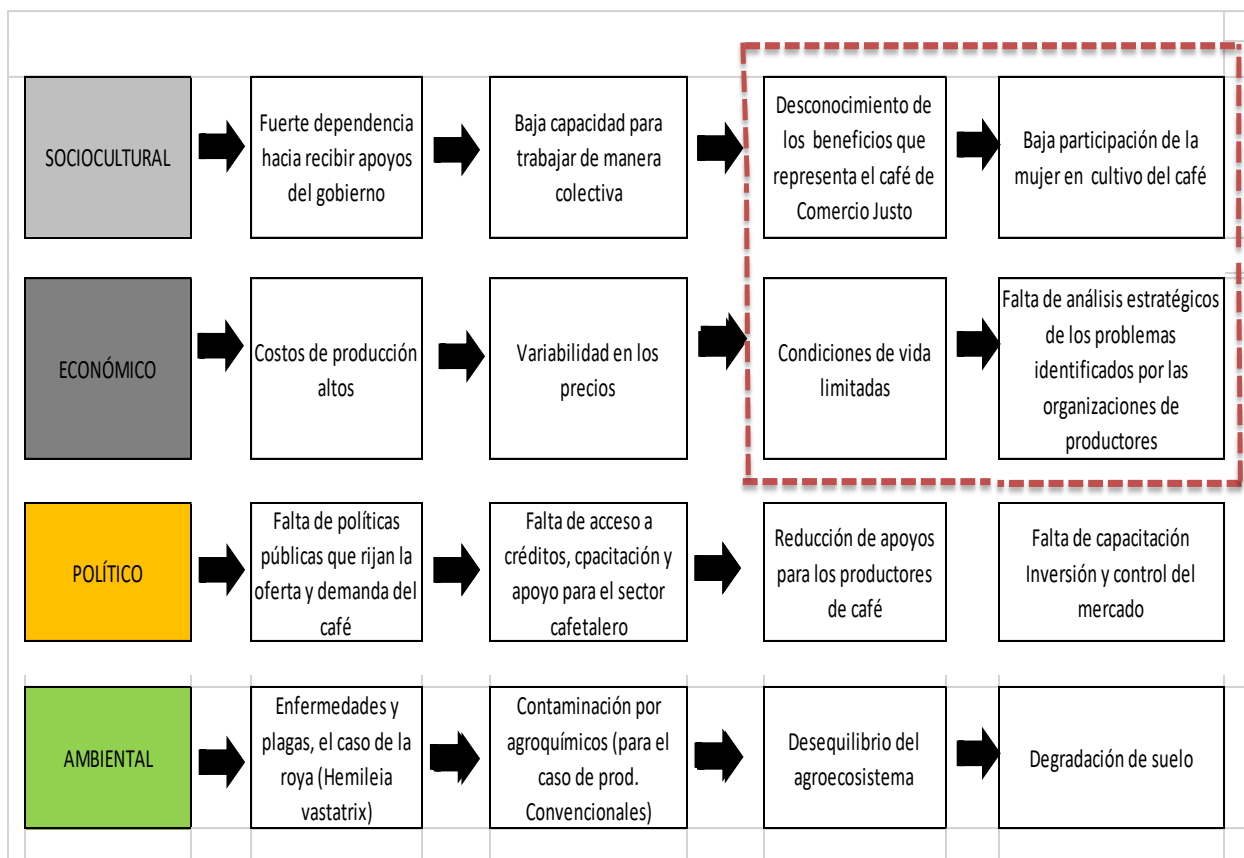 SOCIOCULTURAL
Fuerte dependencia
hacia recibir apoyos
del gobierno
Baja capacidad para
trabajar de manera
colectiva
Desconocimiento de
los beneficios que
representa el café de
Comercio Justo
Baja participación de la
mujer en cultivo del café
ECONÓMICO
Costos de producción
altos
Variabilidad en los
precios
Condiciones de vida
limitadas
Falta de análisis estratégicos
de los problemas
identificados por las
organizaciones de
productores
POLÍTICO
Falta de políticas
públicas que rijan la
oferta y demanda del
café
Falta de acceso a
créditos, cpacitación y
apoyo para el sector
cafetalero
Reducción de apoyos
para los productores
de café
Falta de capacitación
Inversión y control del
mercado
AMBIENTAL
Enfermedades y
plagas, el caso de la
roya (Hemileia
vastatrix)
Contaminación por
agroquímicos (para el
caso de prod.
Convencionales)
Desequilibrio del
agroecosistema
Degradación de suelo